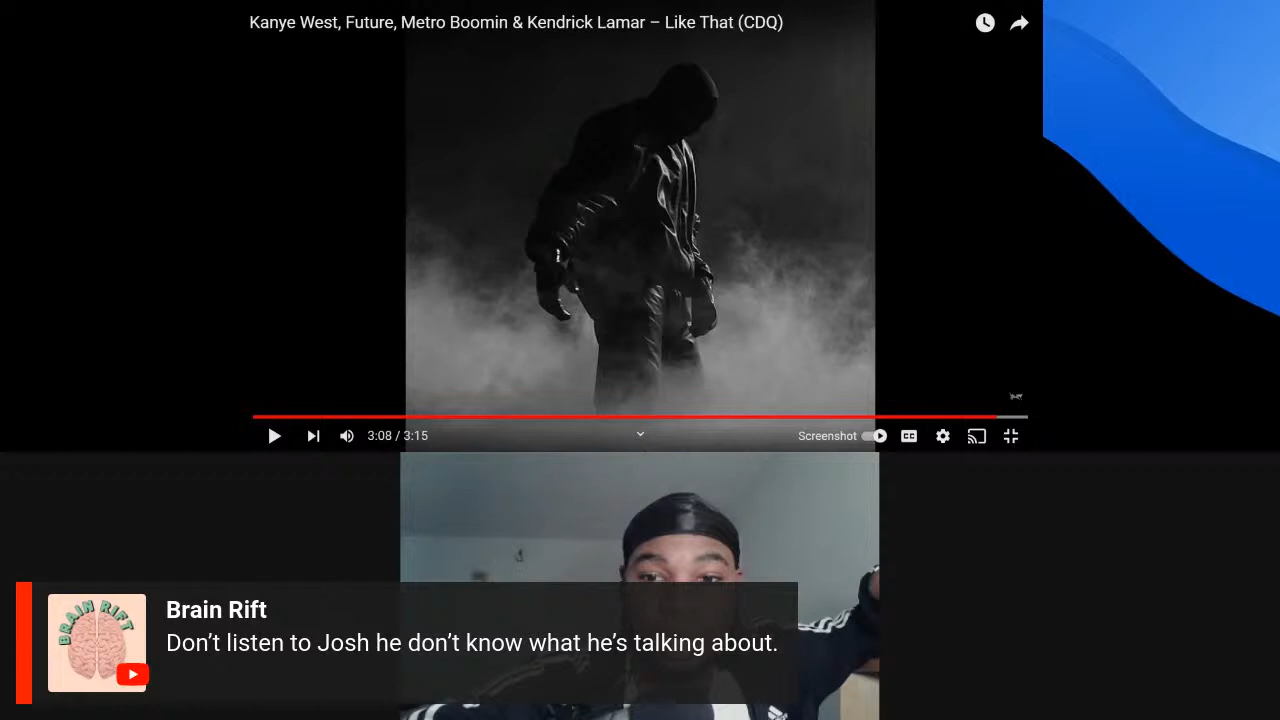 Kanye West, Future, Metro Boomin & Kendrick Lamar – Like That (CDQ)
3:08 / 3:15
Screenshot
CC
BRAIN RIFT
Brain Rift
Don’t listen to Josh he don’t know what he’s talking about.